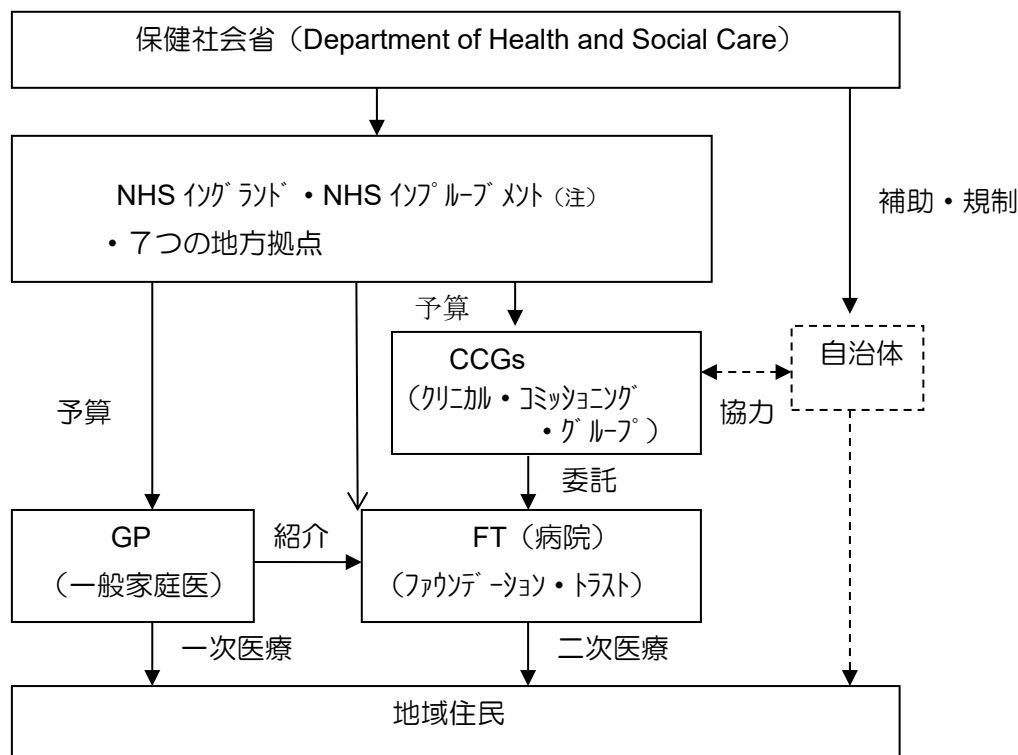 保健社会省（Department of Health and Social Care）
NHS ｲﾝｸﾞﾗﾝﾄﾞ・NHS ｲﾝﾌﾟﾙｰﾌﾞﾒﾝﾄ（注）
・７つの地方拠点
補助・規制
予算
CCGs
（ｸﾘﾆｶﾙ・ｺﾐｯｼｮﾆﾝｸﾞ
・ｸﾞﾙｰﾌﾟ）
自治体
協力
予算
委託
GP
（一般家庭医）
紹介
FT（病院）
（ﾌｧｳﾝﾃﾞｰｼｮﾝ・ﾄﾗｽﾄ）
一次医療
二次医療
地域住民